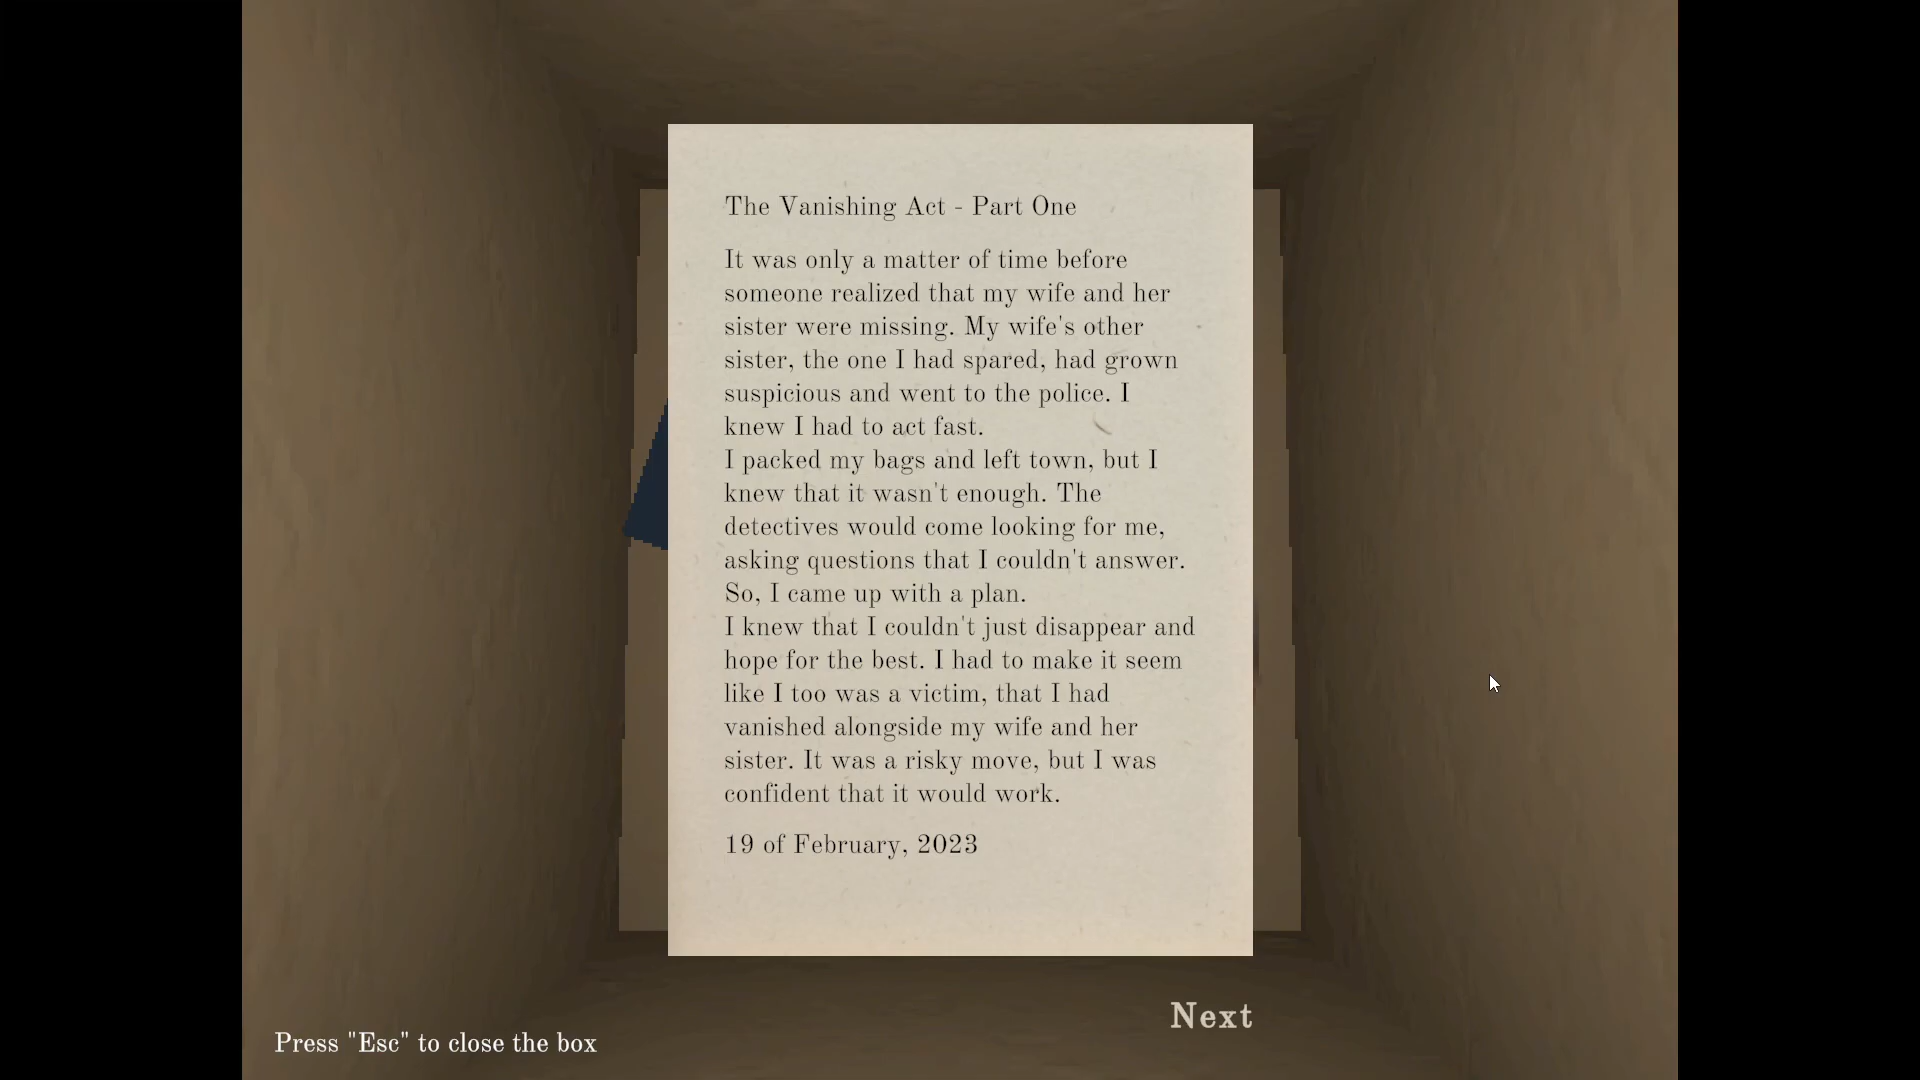 The Vanishing Act - Part One
It was only a matter of time before
someone realized that my wife and her
sister were missing. My wife's other
sister, the one I had spared, had grown
suspicious and went to the police. I
knew I had to act fast.
I packed my bags and left town, but I
knew that it wasn't enough. The
detectives would come looking for me,
asking questions that I couldn't answer.
So, I came up with a plan.
I knew that I couldn't just disappear and
hope for the best. I had to make it seem
like I too was a victim, that I had
vanished alongside my wife and her
sister. It was a risky move, but I was
confident that it would work.
19 of February, 2023
Next
Press "Esc" to close the box